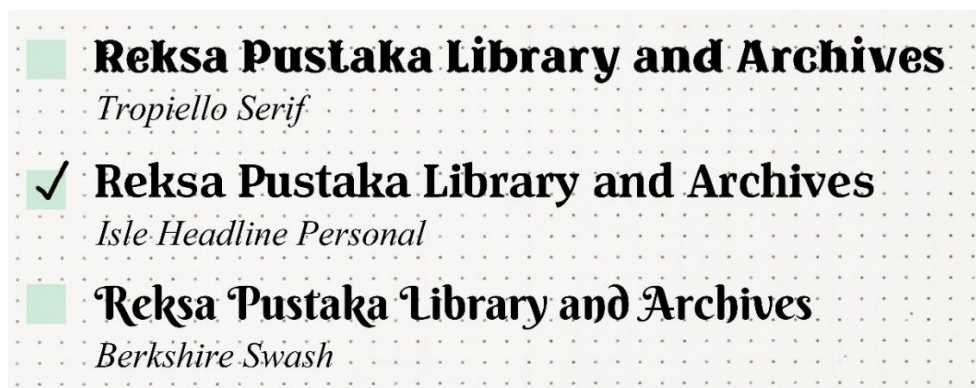 Reksa Pustaka Library and Archives
Tropiello Serif
Reksa Pustaka Library and Archives
Isle Headline Personal
Reksa Pustaka Library and Archives
Berkshire Swash